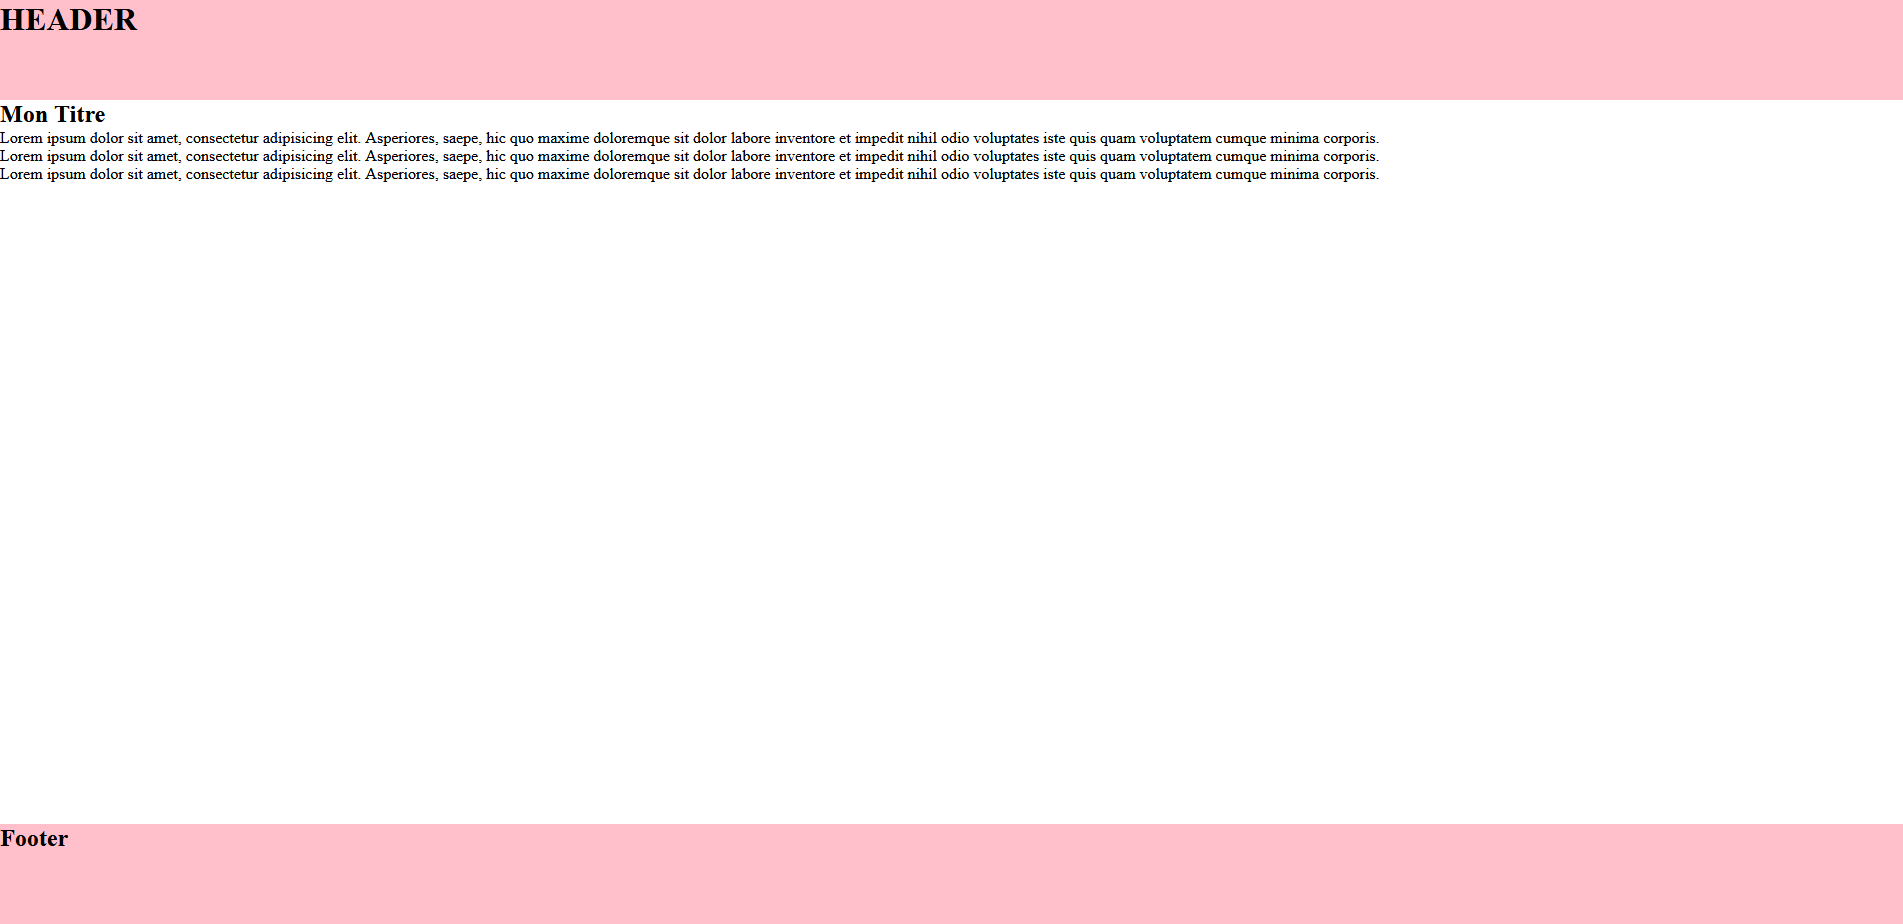 HEADER
Mon Titre
Lorem ipsum dolor sit amet, consectetur adipisicing elit. Asperiores, saepe, hic quo maxime doloremque sit dolor labore inventore et impedit nihil odio voluptates iste quis quam voluptatem cumque minima corporis.
Lorem ipsum dolor sit amet, consectetur adipisicing elit. Asperiores, saepe, hic quo maxime doloremque sit dolor labore inventore et impedit nihil odio voluptates iste quis quam voluptatem cumque minima corporis.
Lorem ipsum dolor sit amet, consectetur adipisicing elit. Asperiores, saepe, hic quo maxime doloremque sit dolor labore inventore et impedit nihil odio voluptates iste quis quam voluptatem cumque minima corporis.
Footer